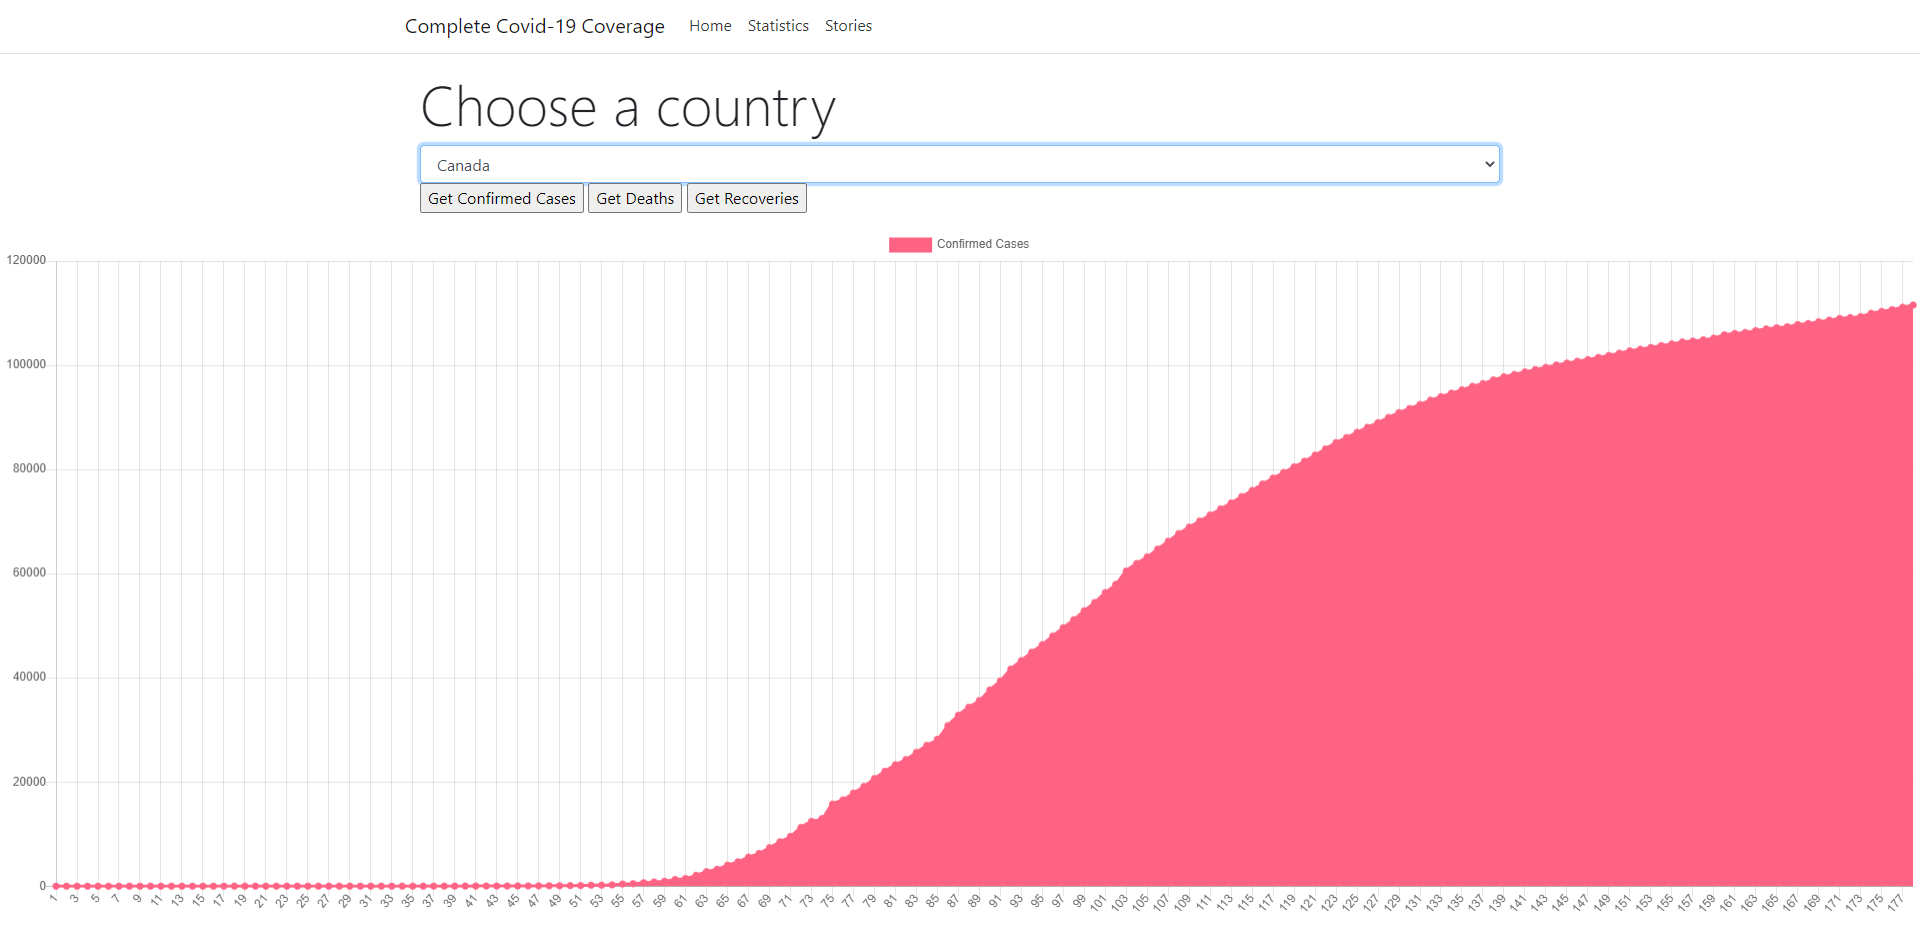 Complete Covid-19 Coverage Home Statistics Stories
Choose a country
Canada
Get Confirmed Cases Get Deaths Get Recoveries
Confirmed Cases
120000
100000
80000
60000
40000
20000
0
1 3 5 7 9 11 13 15 17 19 21 23 25 27 29 31 33 35 37 39 41 43 45 47 49 51 53 55 57 59 61 63 65 67 69 71 73 75 77 79 81 83 85 87 89 91 93 95 97 99 101 103 105 107 109 111 113 115 117 119 121 123 125 127 129 131 133 135 137 139 141 143 145 147 149 151 153 155 157 159 161 163 165 167 169 171 173 175 177